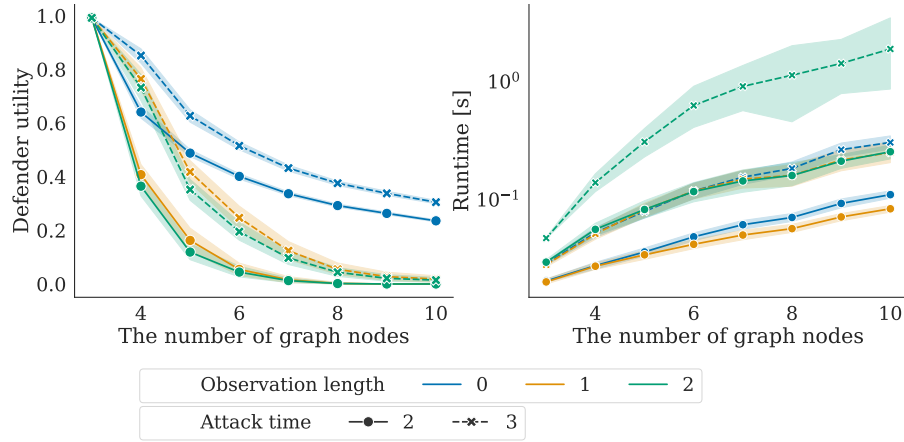 Defender utility
1.0
0.8
0.6
0.4
0.2
0.0
4
6
8
10
The number of graph nodes
Runtime [s]
10⁰
10⁻¹
4
6
8
10
The number of graph nodes
Observation length 0 1 2
Attack time 2 3